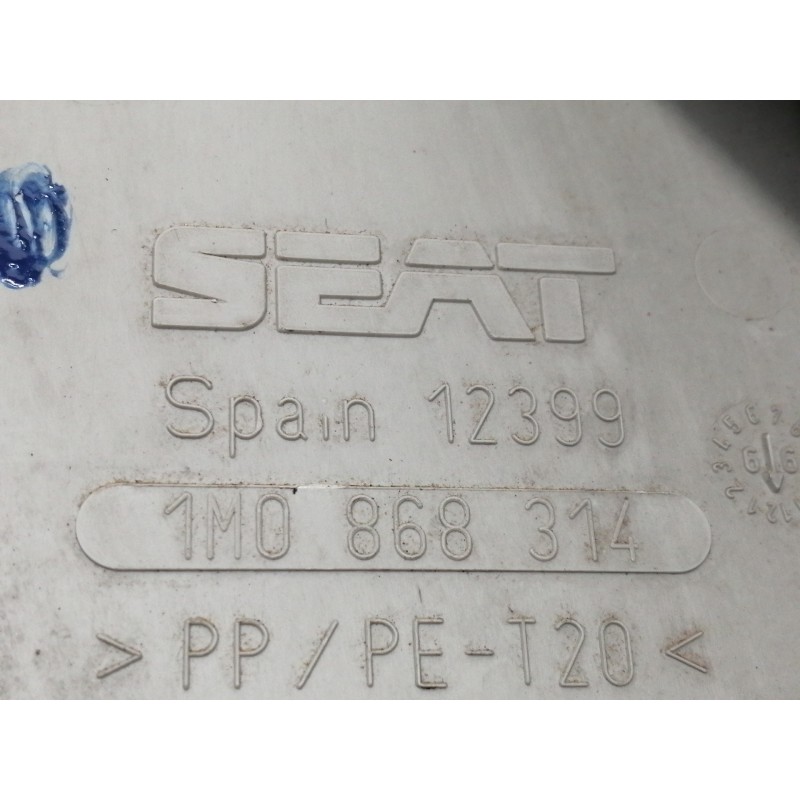 SEAT
Spain 12399
1M0 868 314
> PP/PE-T20 <